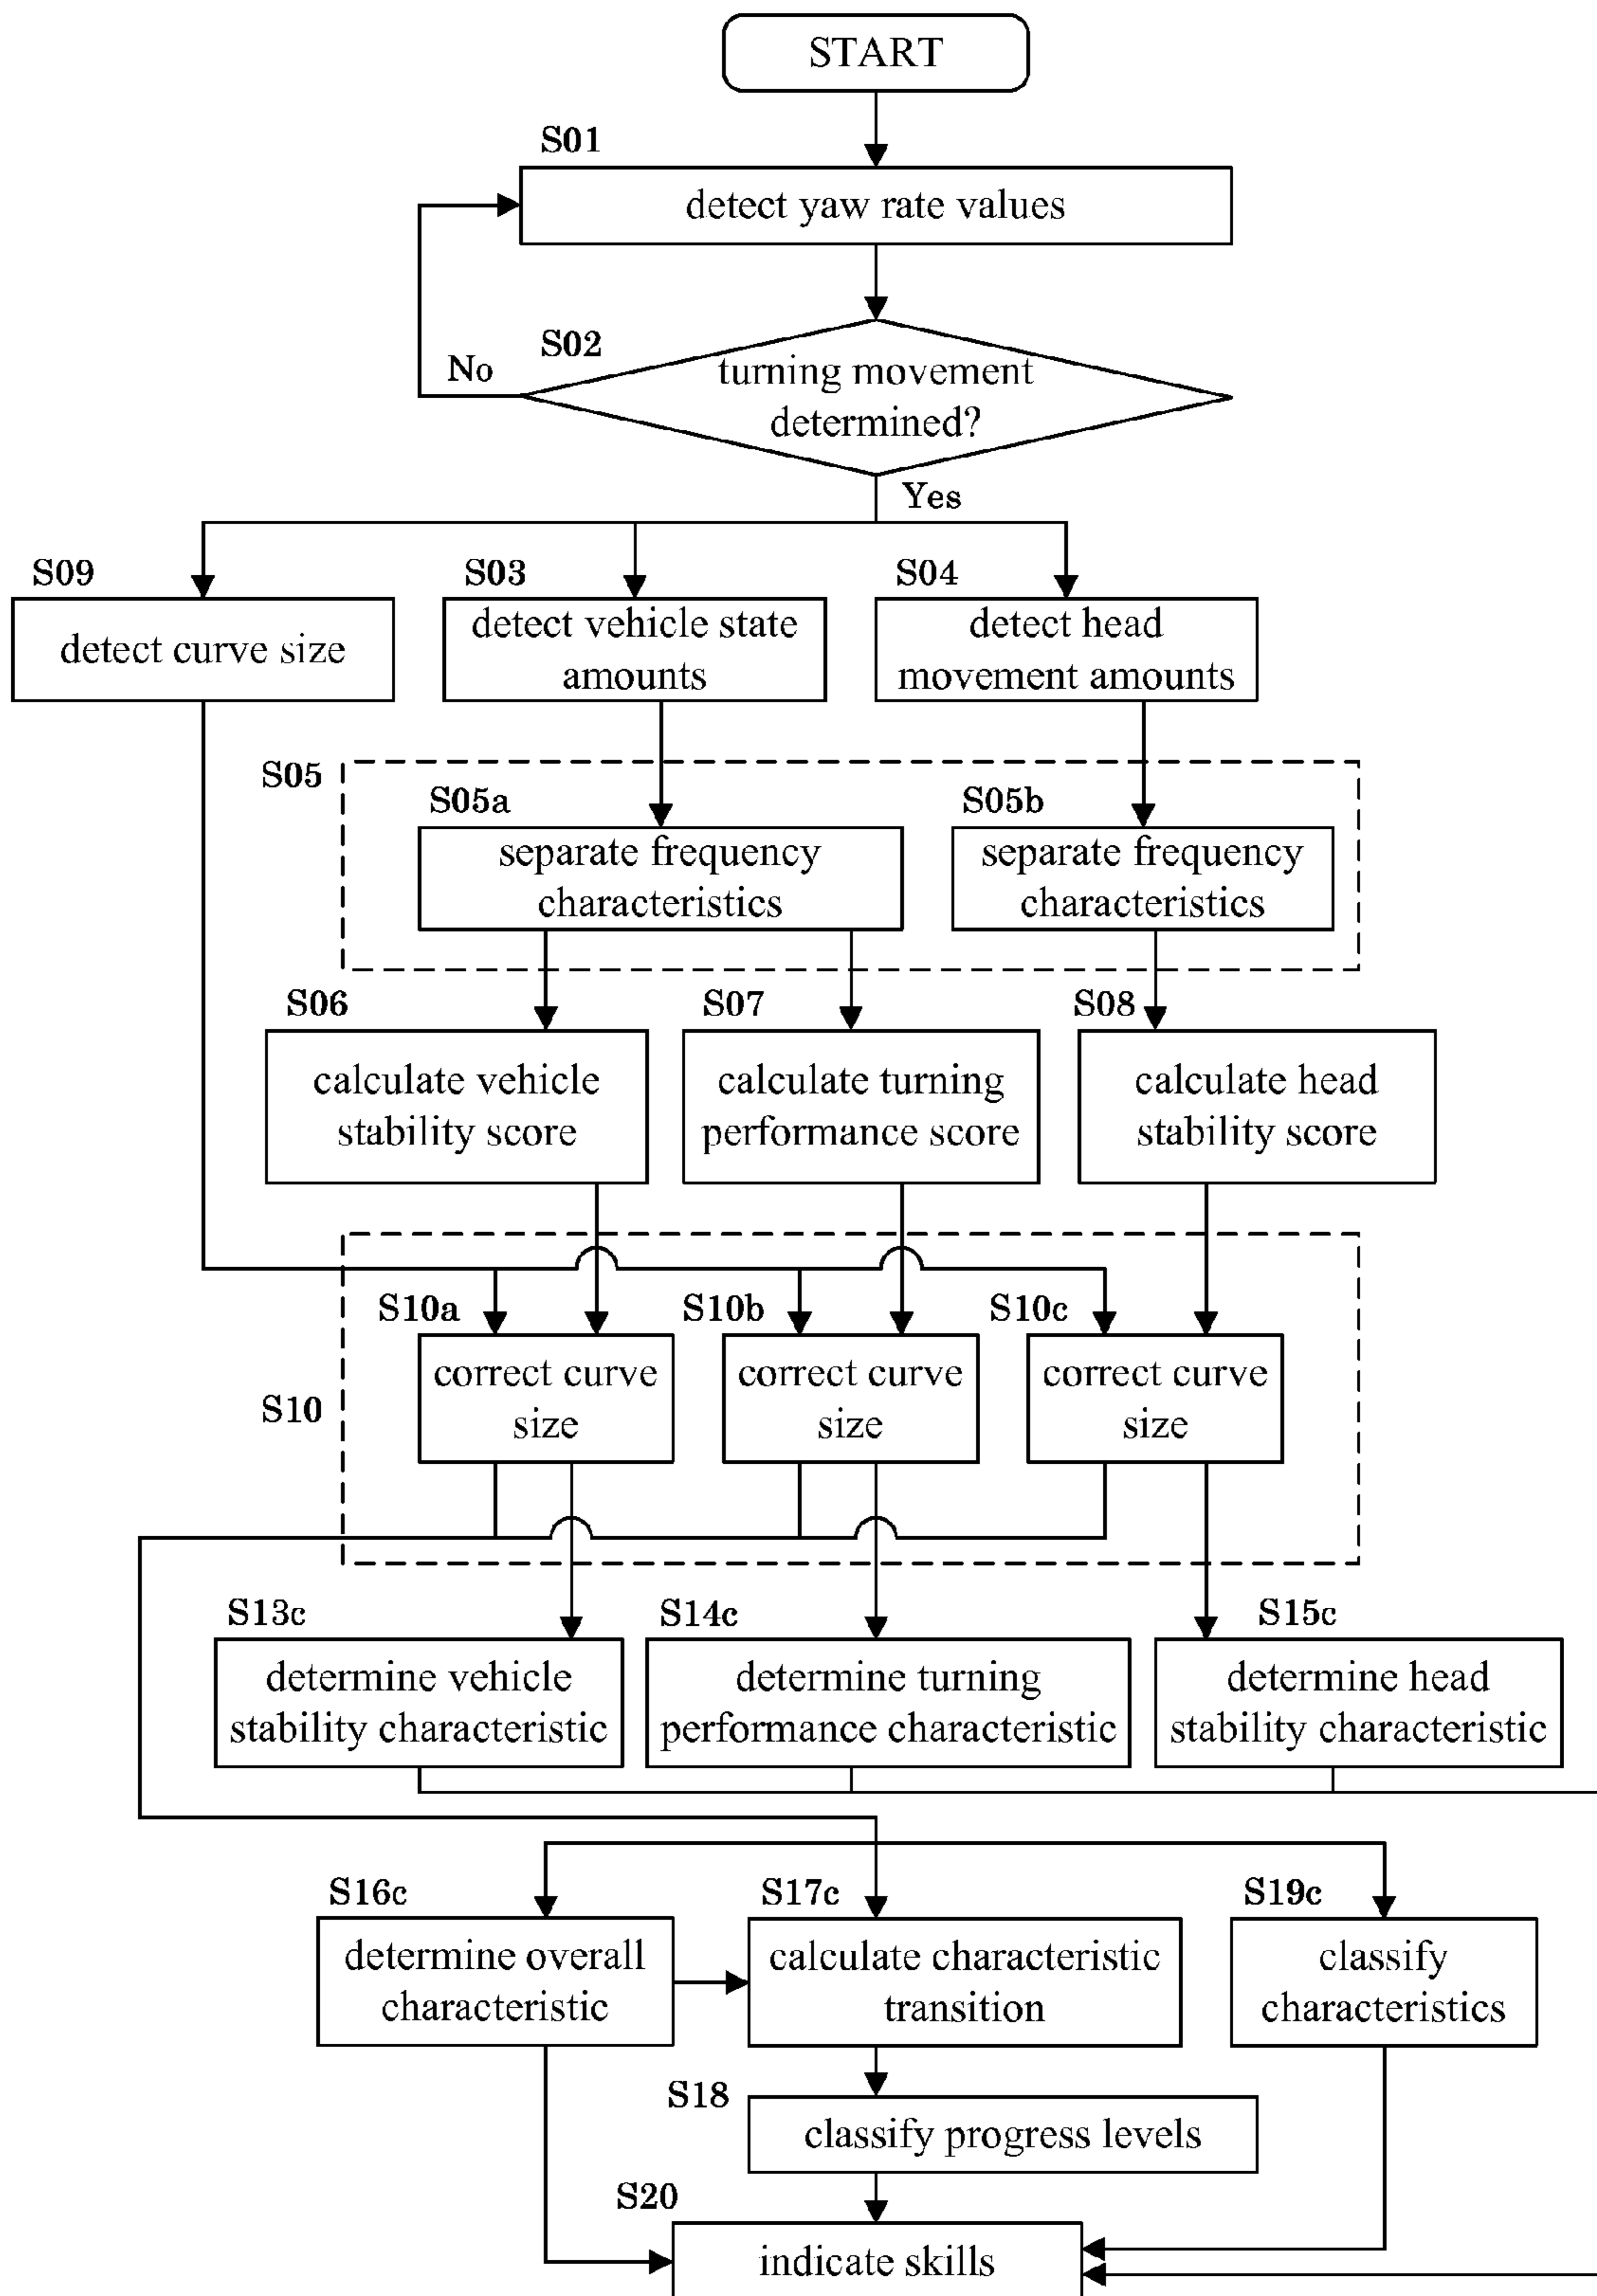 START
S01
detect yaw rate values
S02
No
turning movement
determined?
Yes
S09
detect curve size
S03
detect vehicle state
amounts
S04
detect head
movement amounts
S05
S05a
separate frequency
characteristics
S05b
separate frequency
characteristics
S06
calculate vehicle
stability score
S07
calculate turning
performance score
S08
calculate head
stability score
S10
S10a
correct curve
size
S10b
correct curve
size
S10c
correct curve
size
S13c
determine vehicle
stability characteristic
S14c
determine turning
performance characteristic
S15c
determine head
stability characteristic
S16c
determine overall
characteristic
S17c
calculate characteristic
transition
S19c
classify
characteristics
S18
classify progress levels
S20
indicate skills